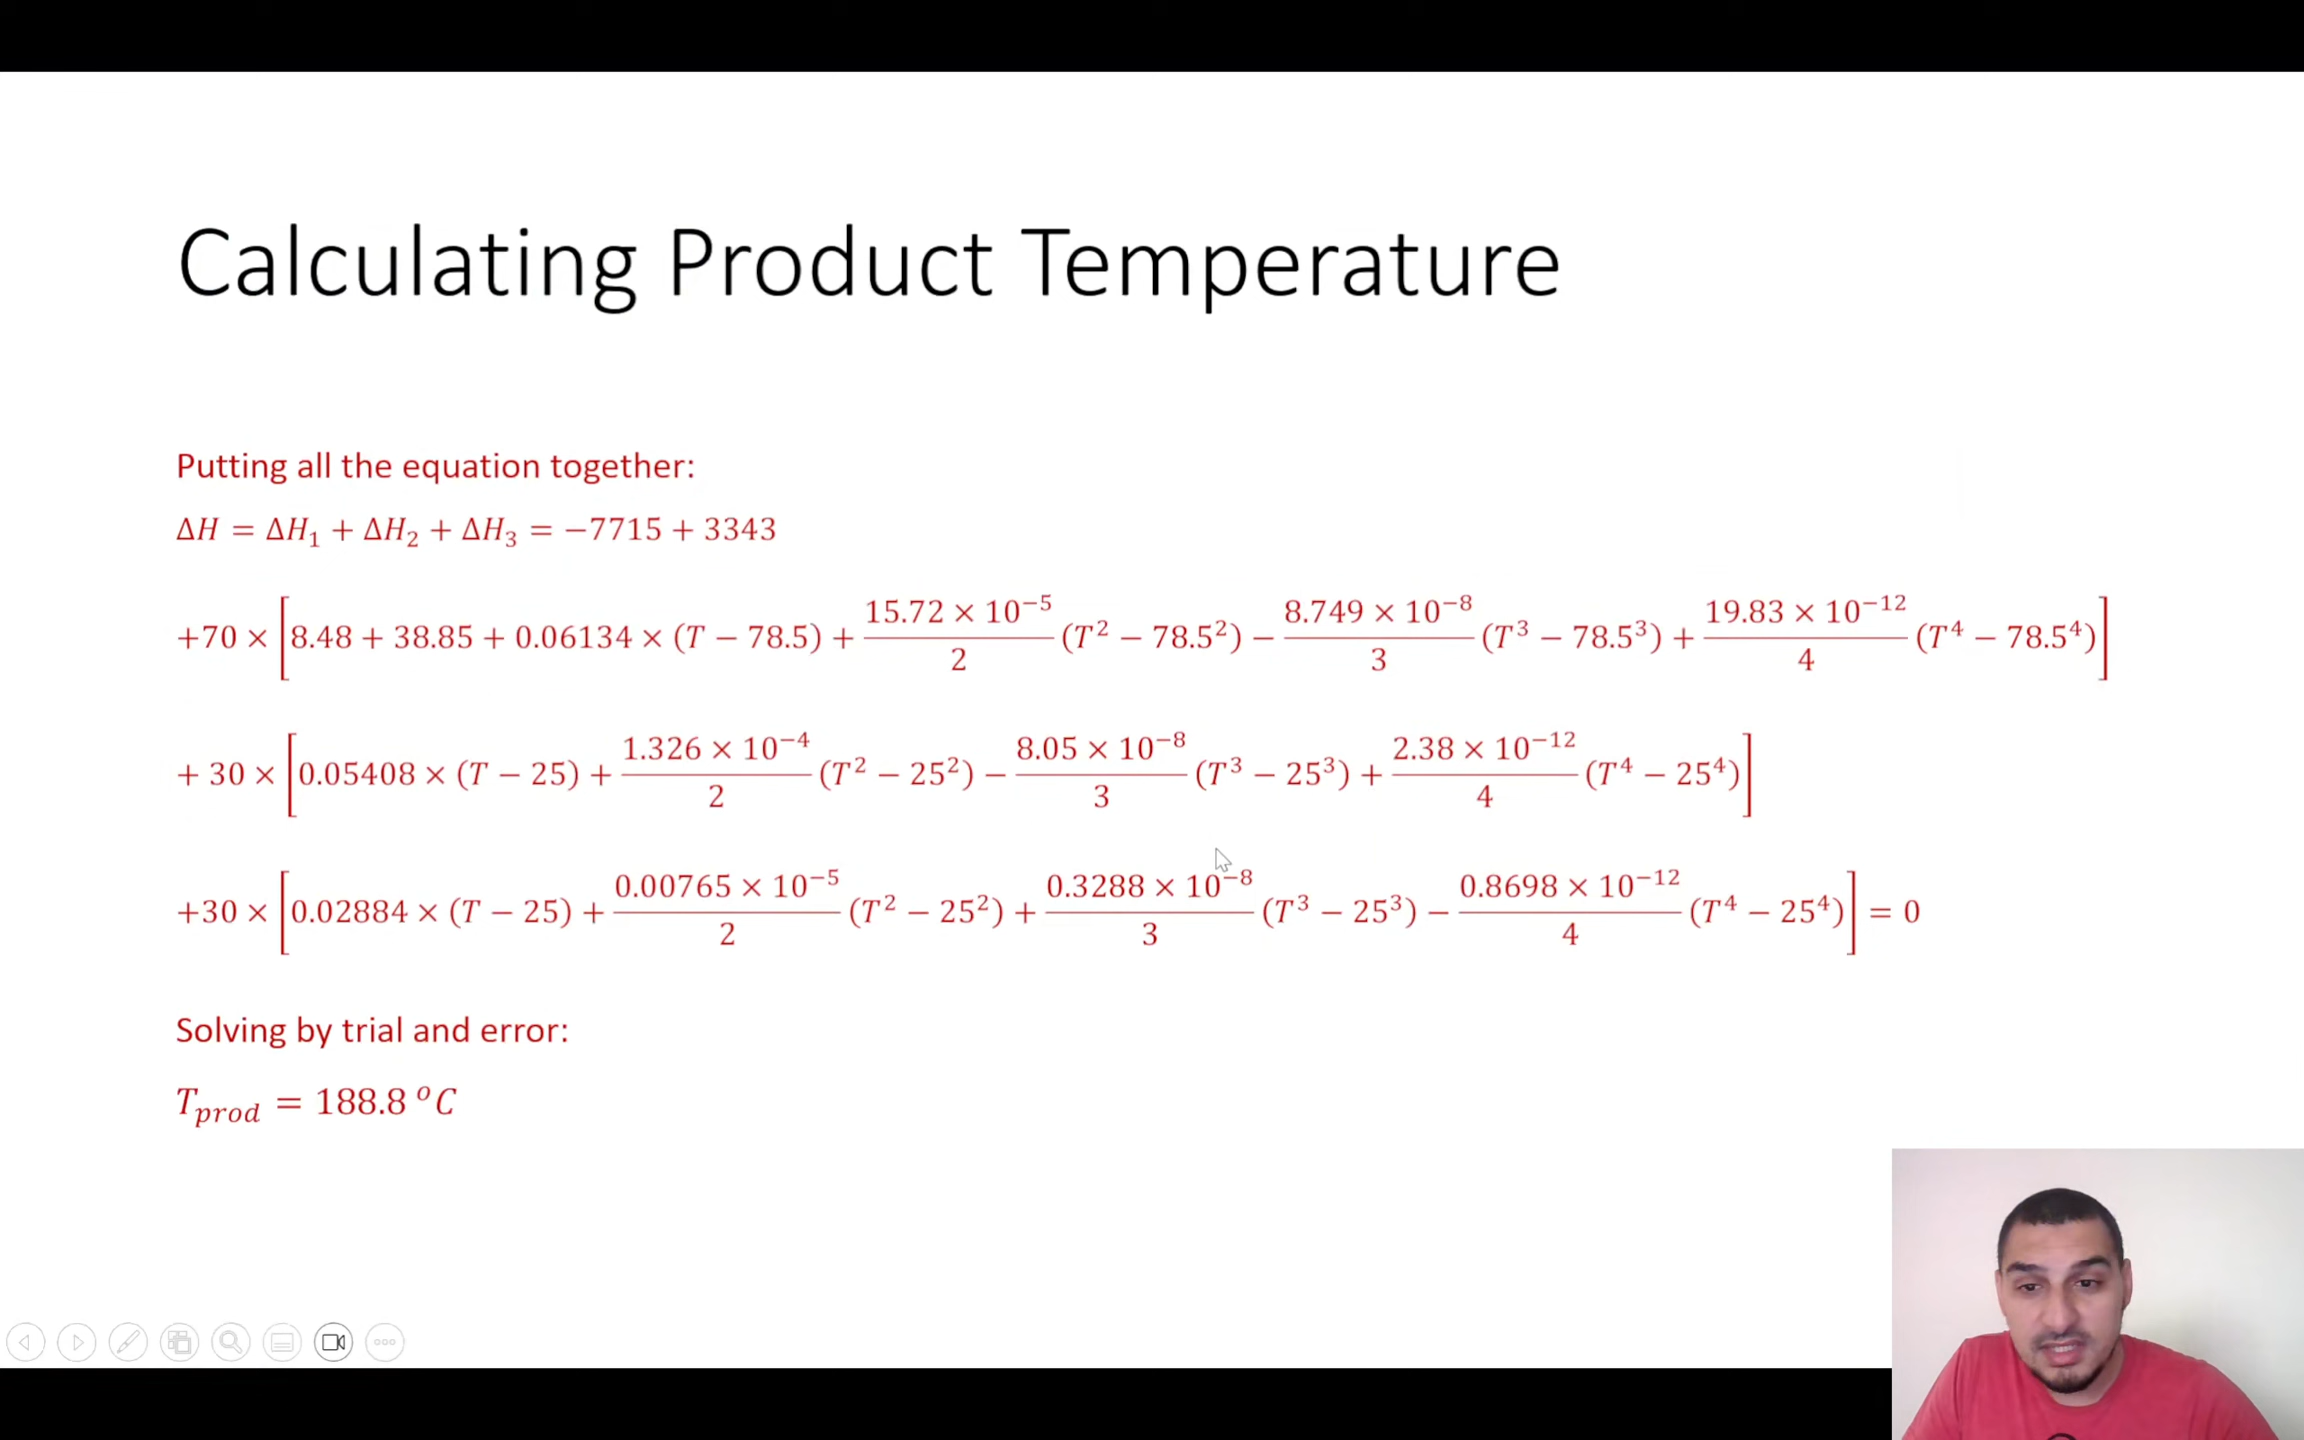 Calculating Product Temperature
Putting all the equation together:
ΔH = ΔH₁ + ΔH₂ + ΔH₃ = −7715 + 3343
+70 × [8.48 + 38.85 + 0.06134 × (T − 78.5) + 15.72 × 10⁻⁵/2 (T² − 78.5²) − 8.749 × 10⁻⁸/3 (T³ − 78.5³) + 19.83 × 10⁻¹²/4 (T⁴ − 78.5⁴)]
+ 30 × [0.05408 × (T − 25) + 1.326 × 10⁻⁴/2 (T² − 25²) − 8.05 × 10⁻⁸/3 (T³ − 25³) + 2.38 × 10⁻¹²/4 (T⁴ − 25⁴)]
+30 × [0.02884 × (T − 25) + 0.00765 × 10⁻⁵/2 (T² − 25²) + 0.3288 × 10⁻⁸/3 (T³ − 25³) − 0.8698 × 10⁻¹²/4 (T⁴ − 25⁴)] = 0
Solving by trial and error:
T_prod = 188.8 °C